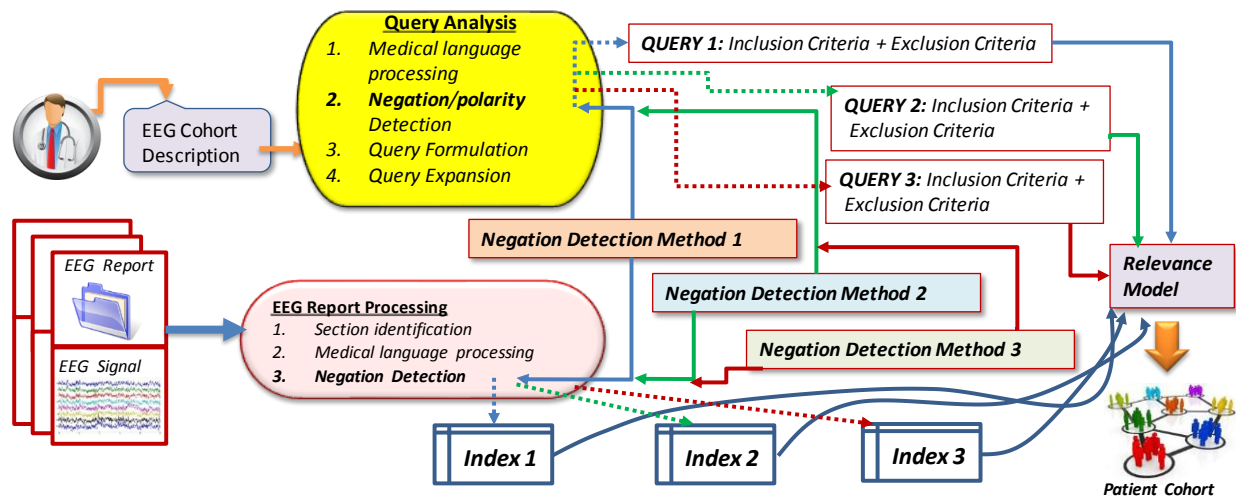 Query Analysis
1. Medical language
processing
2. Negation/polarity
Detection
3. Query Formulation
4. Query Expansion
EEG Cohort
Description
QUERY 1: Inclusion Criteria + Exclusion Criteria
QUERY 2: Inclusion Criteria +
Exclusion Criteria
QUERY 3: Inclusion Criteria +
Exclusion Criteria
Negation Detection Method 1
Negation Detection Method 2
Negation Detection Method 3
Relevance
Model
EEG Report
EEG Signal
EEG Report Processing
1. Section identification
2. Medical language processing
3. Negation Detection
Index 1
Index 2
Index 3
Patient Cohort